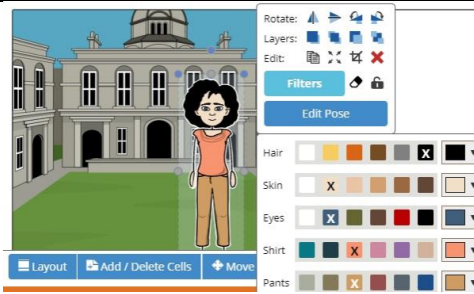 Rotate:
Layers:
Edit:
Filters
Edit Pose
Hair X
Skin X
Eyes X
Shirt X
Pants X
Layout Add / Delete Cells Move